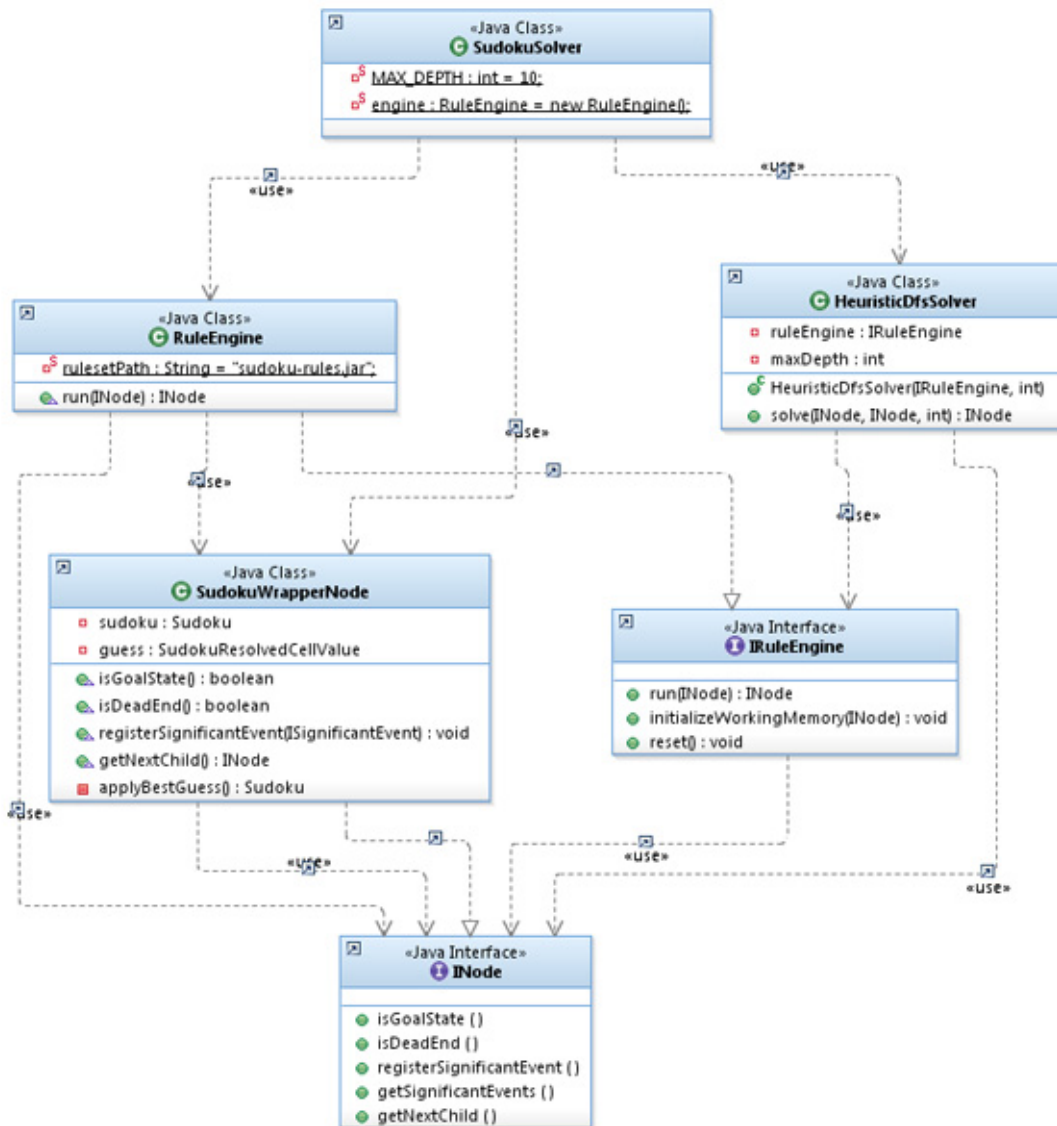 «Java Class»
SudokuSolver
MAX_DEPTH : int = 10;
engine : RuleEngine = new RuleEngine();
«use»
«use»
«Java Class»
HeuristicDfsSolver
ruleEngine : IRuleEngine
maxDepth : int
HeuristicDfsSolver(IRuleEngine, int)
solve(INode, INode, int) : INode
«Java Class»
RuleEngine
rulesetPath : String = "sudoku-rules.jar";
run(INode) : INode
«use»
«use»
«use»
«Java Class»
SudokuWrapperNode
sudoku : Sudoku
guess : SudokuResolvedCellValue
isGoalState() : boolean
isDeadEnd() : boolean
registerSignificantEvent(ISignificantEvent) : void
getNextChild() : INode
applyBestGuess() : Sudoku
«Java Interface»
IRuleEngine
run(INode) : INode
initializeWorkingMemory(INode) : void
reset() : void
«use»
«use»
«use»
«use»
«Java Interface»
INode
isGoalState ()
isDeadEnd ()
registerSignificantEvent ()
getSignificantEvents ()
getNextChild ()